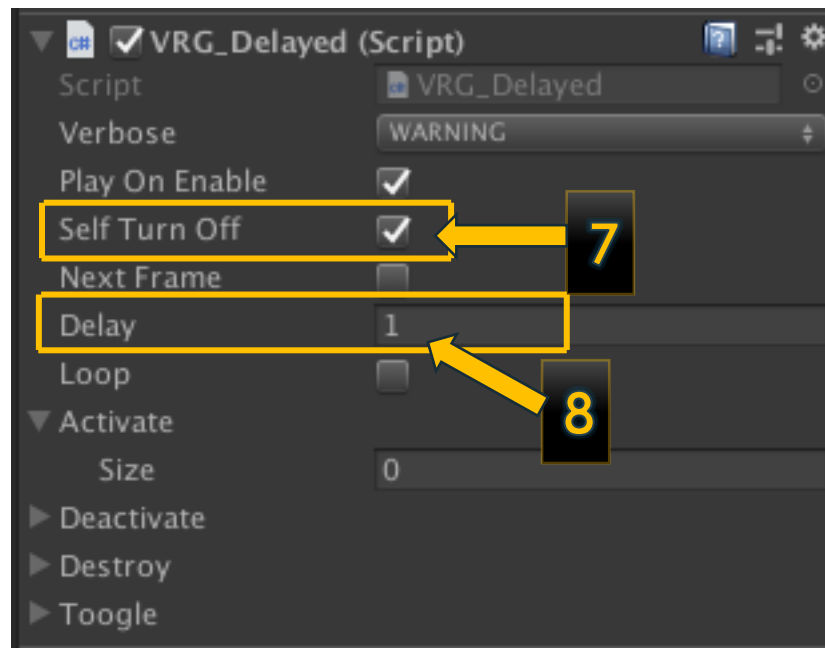 C# VRG_Delayed (Script) ?
Script C# VRG_Delayed
Verbose WARNING
Play On Enable
Self Turn Off
7
Next Frame
Delay 1
Loop
8
Activate
Size 0
Deactivate
Destroy
Toogle